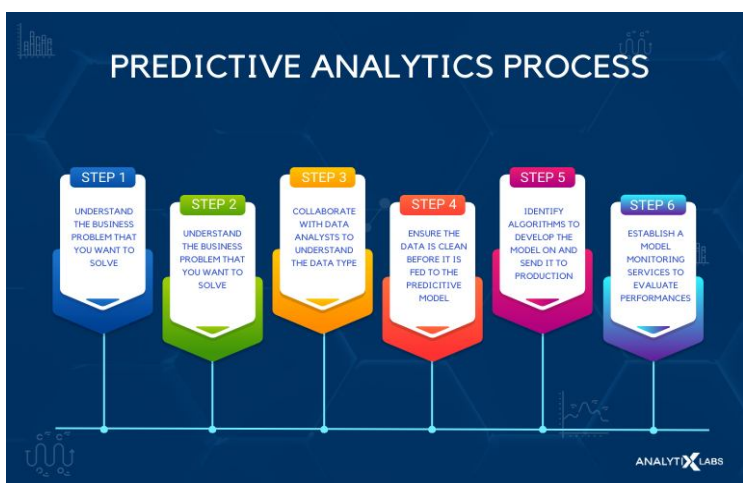 PREDICTIVE ANALYTICS PROCESS
STEP 1
UNDERSTAND
THE BUSINESS
PROBLEM THAT
YOU WANT TO
SOLVE
STEP 2
UNDERSTAND
THE BUSINESS
PROBLEM THAT
YOU WANT TO
SOLVE
STEP 3
COLLABORATE
WITH DATA
ANALYSTS TO
UNDERSTAND
THE DATA TYPE
STEP 4
ENSURE THE
DATA IS CLEAN
BEFORE IT IS
FED TO THE
PREDICITIVE
MODEL
STEP 5
IDENTIFY
ALGORITHMS TO
DEVELOP THE
MODEL ON AND
SEND IT TO
PRODUCTION
STEP 6
ESTABLISH A
MODEL
MONITORING
SERVICES TO
EVALUATE
PERFORMANCES
ANALYTIX LABS